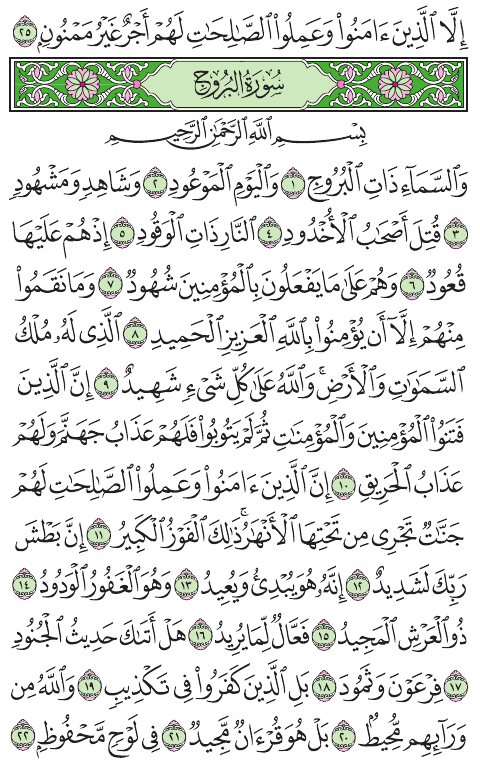 إِلَّا ٱلَّذِينَ ءَامَنُوا۟ وَعَمِلُوا۟ ٱلصَّـٰلِحَـٰتِ لَهُمْ أَجْرٌ غَيْرُ مَمْنُونٍۭ ٢٥
سُورَةُ البُرُوجِ
بِسْمِ ٱللَّهِ ٱلرَّحْمَـٰنِ ٱلرَّحِيمِ
وَٱلسَّمَآءِ ذَاتِ ٱلْبُرُوجِ ١ وَٱلْيَوْمِ ٱلْمَوْعُودِ ٢ وَشَاهِدٍ وَمَشْهُودٍ
٣ قُتِلَ أَصْحَـٰبُ ٱلْأُخْدُودِ ٤ ٱلنَّارِ ذَاتِ ٱلْوَقُودِ ٥ إِذْ هُمْ عَلَيْهَا
قُعُودٌ ٦ وَهُمْ عَلَىٰ مَا يَفْعَلُونَ بِٱلْمُؤْمِنِينَ شُهُودٌ ٧ وَمَا نَقَمُوا۟
مِنْهُمْ إِلَّآ أَن يُؤْمِنُوا۟ بِٱللَّهِ ٱلْعَزِيزِ ٱلْحَمِيدِ ٨ ٱلَّذِى لَهُۥ مُلْكُ
ٱلسَّمَـٰوَٰتِ وَٱلْأَرْضِ ۚ وَٱللَّهُ عَلَىٰ كُلِّ شَىْءٍ شَهِيدٌ ٩ إِنَّ ٱلَّذِينَ
فَتَنُوا۟ ٱلْمُؤْمِنِينَ وَٱلْمُؤْمِنَـٰتِ ثُمَّ لَمْ يَتُوبُوا۟ فَلَهُمْ عَذَابُ جَهَنَّمَ وَلَهُمْ
عَذَابُ ٱلْحَرِيقِ ١٠ إِنَّ ٱلَّذِينَ ءَامَنُوا۟ وَعَمِلُوا۟ ٱلصَّـٰلِحَـٰتِ لَهُمْ
جَنَّـٰتٌ تَجْرِى مِن تَحْتِهَا ٱلْأَنْهَـٰرُ ۚ ذَٰلِكَ ٱلْفَوْزُ ٱلْكَبِيرُ ١١ إِنَّ بَطْشَ
رَبِّكَ لَشَدِيدٌ ١٢ إِنَّهُۥ هُوَ يُبْدِئُ وَيُعِيدُ ١٣ وَهُوَ ٱلْغَفُورُ ٱلْوَدُودُ ١٤
ذُو ٱلْعَرْشِ ٱلْمَجِيدُ ١٥ فَعَّالٌ لِّمَا يُرِيدُ ١٦ هَلْ أَتَىٰكَ حَدِيثُ ٱلْجُنُودِ
١٧ فِرْعَوْنَ وَثَمُودَ ١٨ بَلِ ٱلَّذِينَ كَفَرُوا۟ فِى تَكْذِيبٍ ١٩ وَٱللَّهُ مِن
وَرَآئِهِم مُّحِيطٌۢ ٢٠ بَلْ هُوَ قُرْءَانٌ مَّجِيدٌ ٢١ فِى لَوْحٍ مَّحْفُوظٍۭ ٢٢